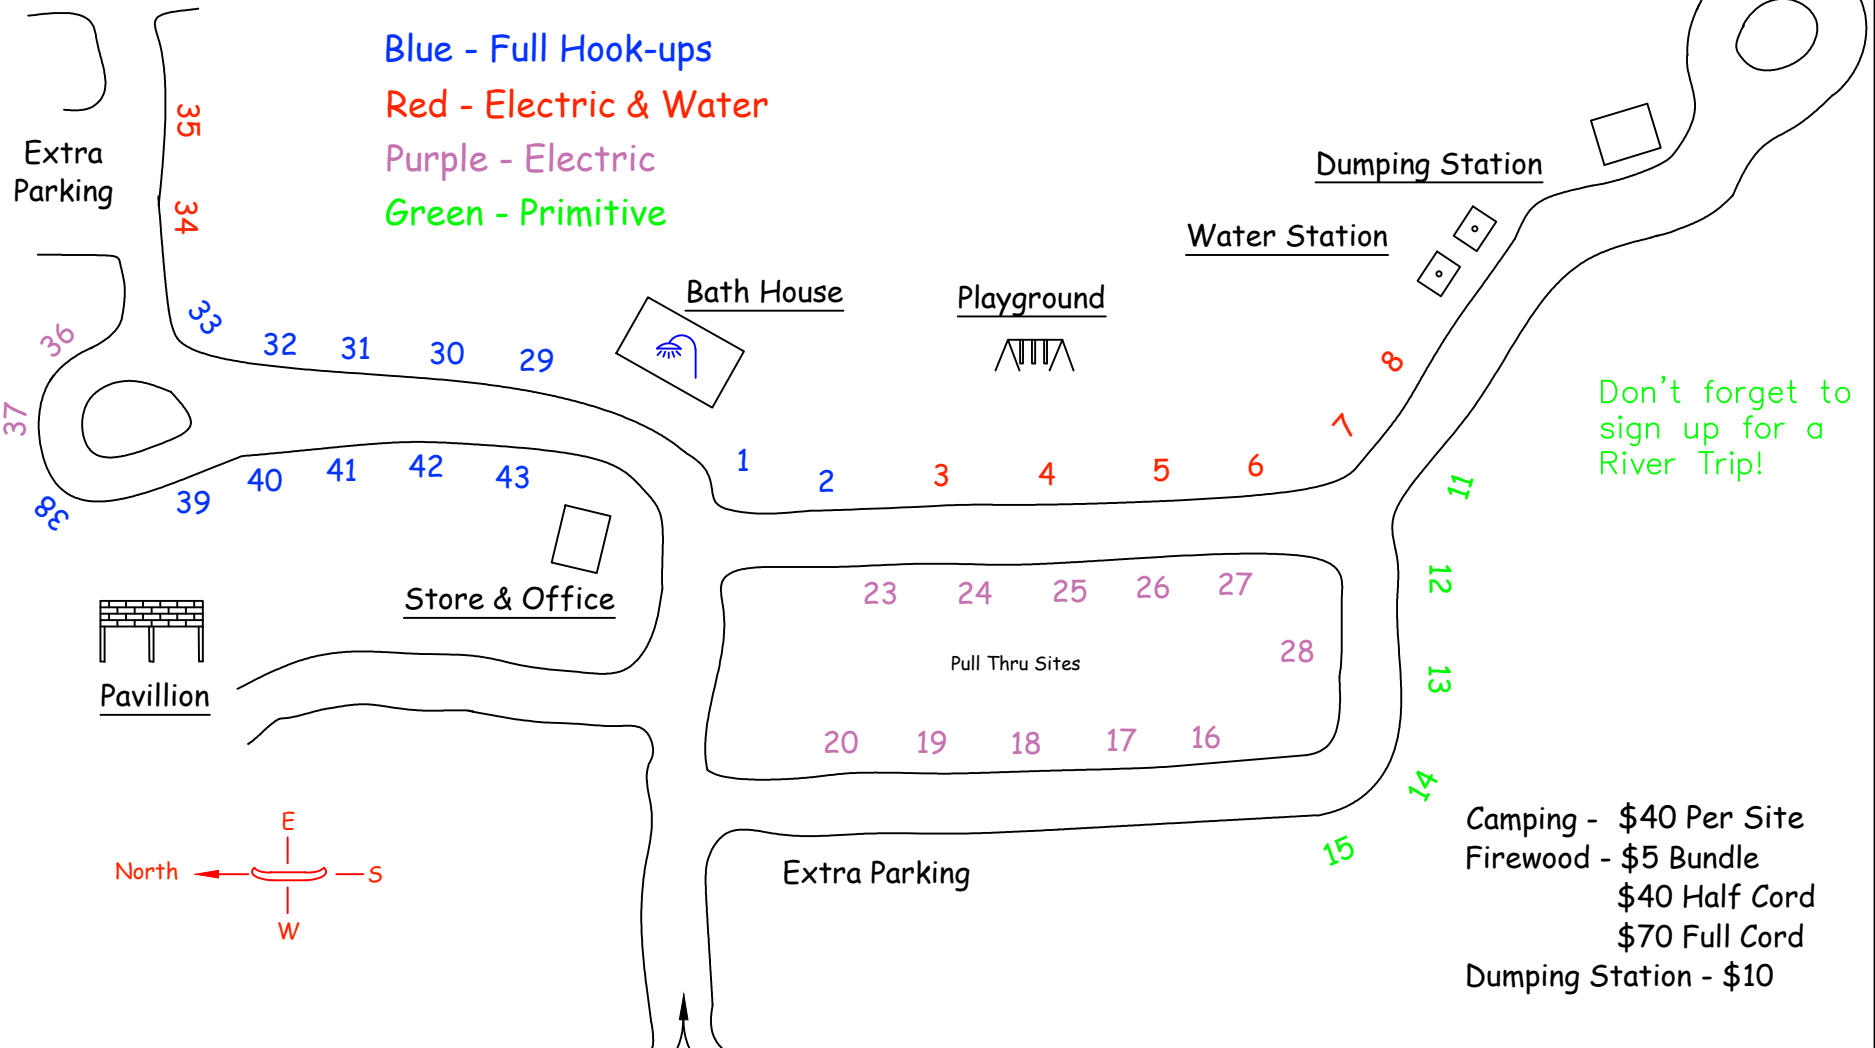 Blue - Full Hook-ups
Red - Electric & Water
Purple - Electric
Green - Primitive
35
Extra
Parking
34
Dumping Station
Water Station
Bath House
Playground
33
32
31
30
29
36
37
8
7
Don't forget to
sign up for a
River Trip!
1
2
3
4
5
6
38
39
40
41
42
43
11
12
13
14
15
Store & Office
23
24
25
26
27
28
Pull Thru Sites
20
19
18
17
16
Pavillion
E
North
S
W
Extra Parking
Camping - $40 Per Site
Firewood - $5 Bundle
$40 Half Cord
$70 Full Cord
Dumping Station - $10